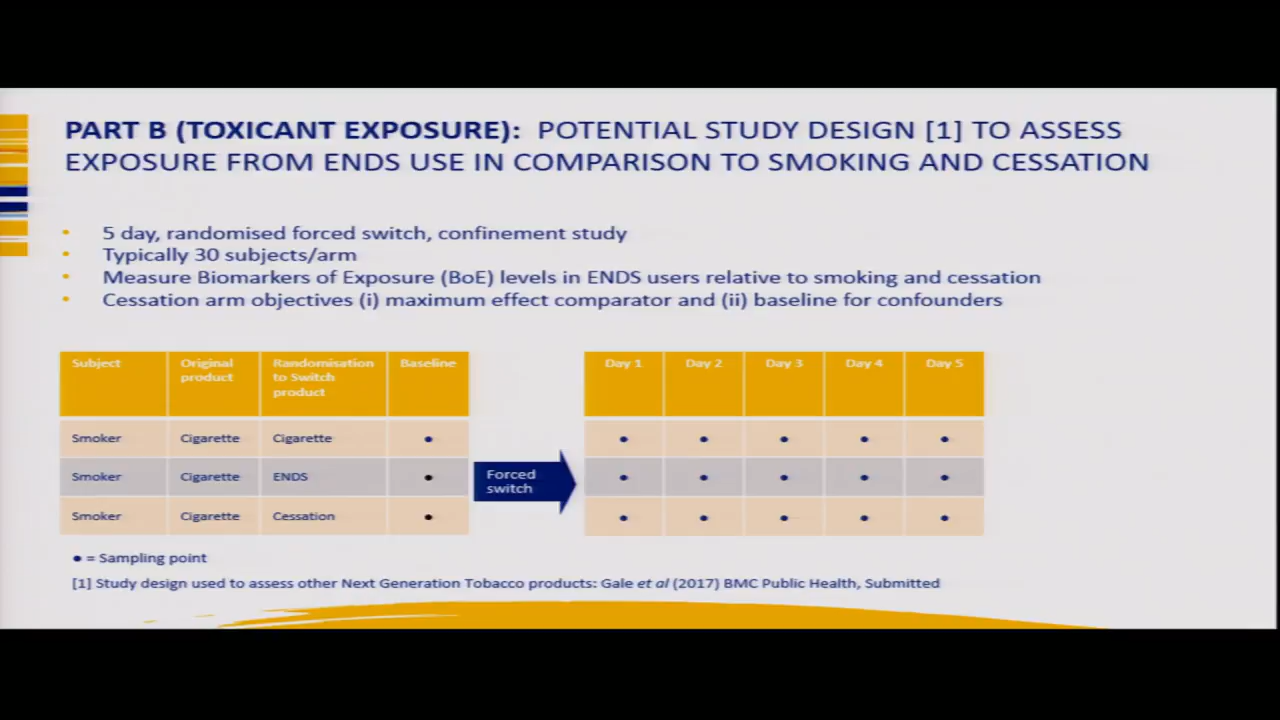 PART B (TOXICANT EXPOSURE): POTENTIAL STUDY DESIGN [1] TO ASSESS
EXPOSURE FROM ENDS USE IN COMPARISON TO SMOKING AND CESSATION
• 5 day, randomised forced switch, confinement study
• Typically 30 subjects/arm
• Measure Biomarkers of Exposure (BoE) levels in ENDS users relative to smoking and cessation
• Cessation arm objectives (i) maximum effect comparator and (ii) baseline for confounders
Subject Original product Randomisation to Switch product Baseline Day 1 Day 2 Day 3 Day 4 Day 5
Smoker Cigarette Cigarette • • • • • •
Smoker Cigarette ENDS • • • • • •
Forced
switch
Smoker Cigarette Cessation • • • • • •
• = Sampling point
[1] Study design used to assess other Next Generation Tobacco products: Gale et al (2017) BMC Public Health, Submitted